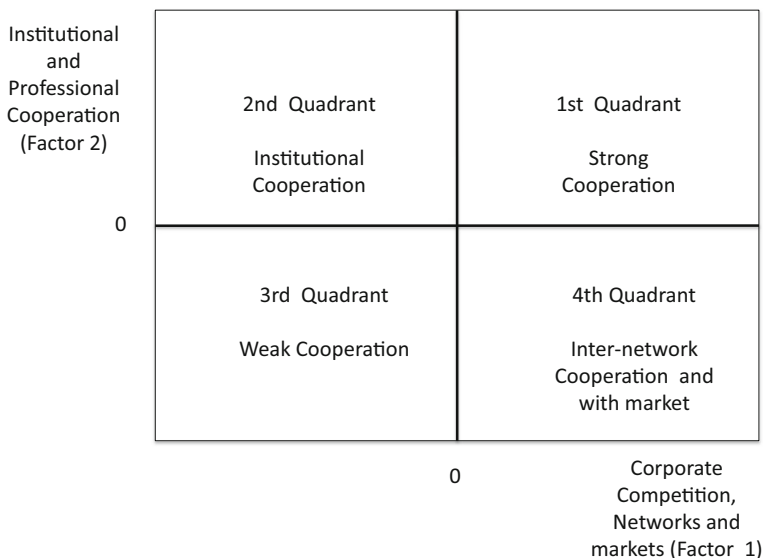 Institutional
and
Professional
Cooperation
(Factor 2)
2nd Quadrant
Institutional
Cooperation
1st Quadrant
Strong
Cooperation
0
3rd Quadrant
Weak Cooperation
4th Quadrant
Inter-network
Cooperation and
with market
0
Corporate
Competition,
Networks and
markets (Factor 1)